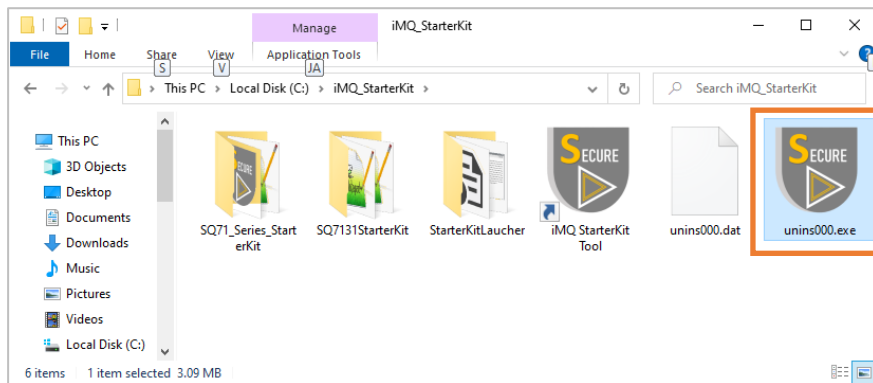 Manage
iMQ_StarterKit
File
Home
Share
View
Application Tools
S
V
JA
This PC > Local Disk (C:) > iMQ_StarterKit >
Search iMQ_StarterKit
This PC
3D Objects
Desktop
Documents
Downloads
Music
Pictures
Videos
Local Disk (C:)
SECURE
SQ71_Series_Start
erKit
SQ7131StarterKit
StarterKitLaucher
SECURE
iMQ StarterKit
Tool
unins000.dat
SECURE
unins000.exe
6 items
1 item selected 3.09 MB